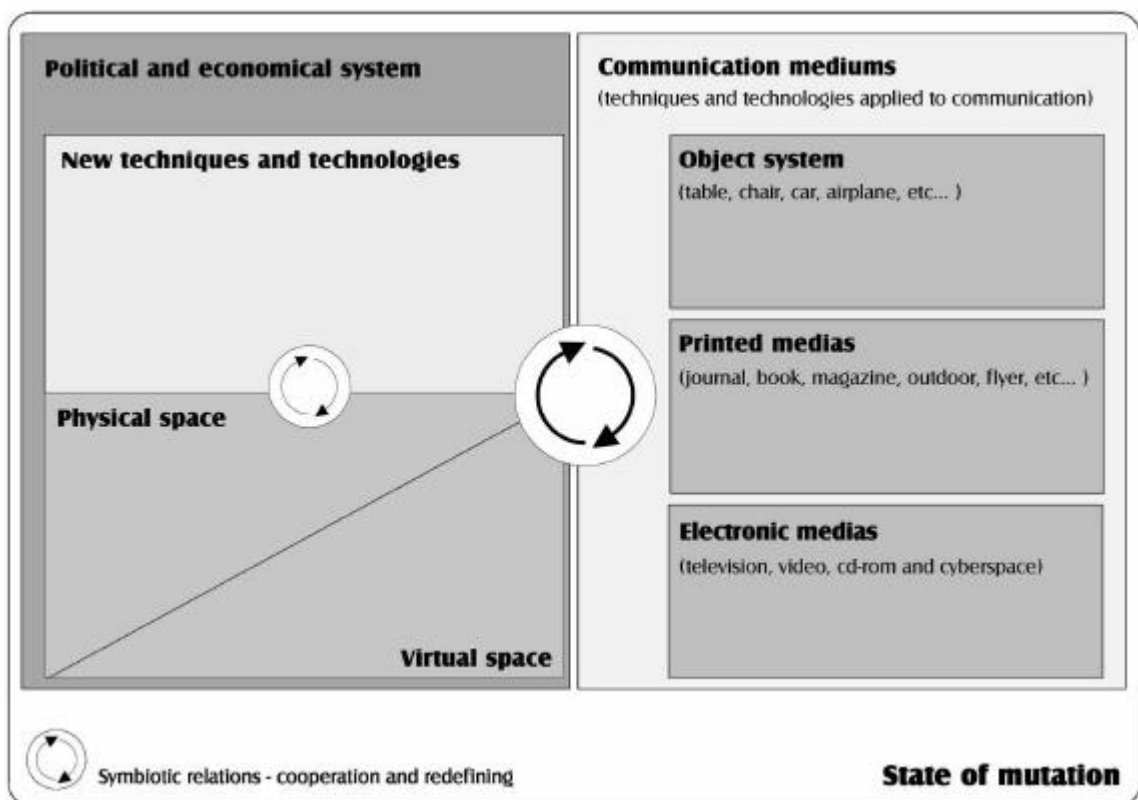 Political and economical system
New techniques and technologies
Physical space
Virtual space
Communication mediums
(techniques and technologies applied to communication)
Object system
(table, chair, car, airplane, etc... )
Printed medias
(journal, book, magazine, outdoor, flyer, etc... )
Electronic medias
(television, video, cd-rom and cyberspace)
Symbiotic relations - cooperation and redefining
State of mutation